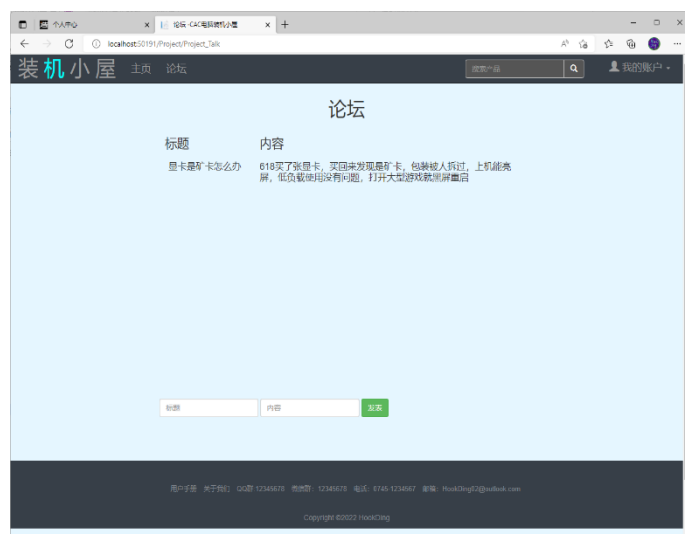 个人中心
论坛 - CAC电脑装机小屋
localhost:50191/Project/Project_Talk
装机小屋 主页 论坛 搜索产品 我的账户
论坛
标题 内容
显卡是矿卡怎么办 618买了张显卡，买回来发现是矿卡，包装被人拆过，上机能亮
屏，低负载使用没有问题，打开大型游戏就黑屏重启
标题 内容 发表
用户手册 关于我们 QQ群:12345678 微信群：12345678 电话：0745-1234567 邮箱：HookDing02@outlook.com
Copyright ©2022 HookDing